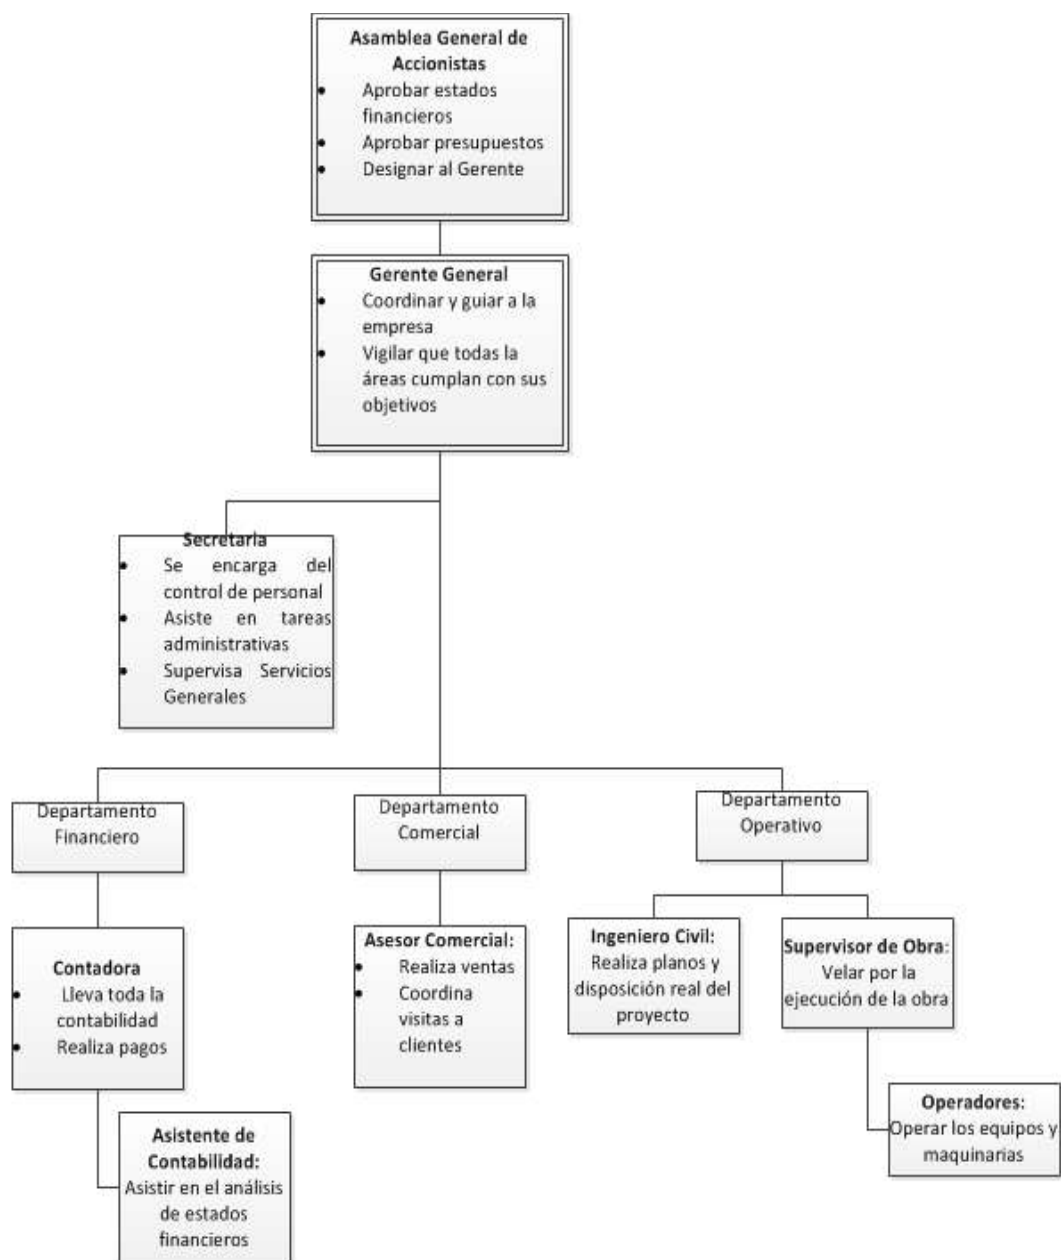 Asamblea General de
Accionistas
• Aprobar estados
financieros
• Aprobar presupuestos
• Designar al Gerente
Gerente General
• Coordinar y guiar a la
empresa
• Vigilar que todas la
áreas cumplan con sus
objetivos
Secretaria
• Se encarga del
control de personal
• Asiste en tareas
administrativas
• Supervisa Servicios
Generales
Departamento
Financiero
Departamento
Comercial
Departamento
Operativo
Contadora
• Lleva toda la
contabilidad
• Realiza pagos
Asesor Comercial:
• Realiza ventas
• Coordina
visitas a
clientes
Ingeniero Civil:
Realiza planos y
disposición real del
proyecto
Supervisor de Obra:
Velar por la
ejecución de la obra
Asistente de
Contabilidad:
Asistir en el análisis
de estados
financieros
Operadores:
Operar los equipos y
maquinarias